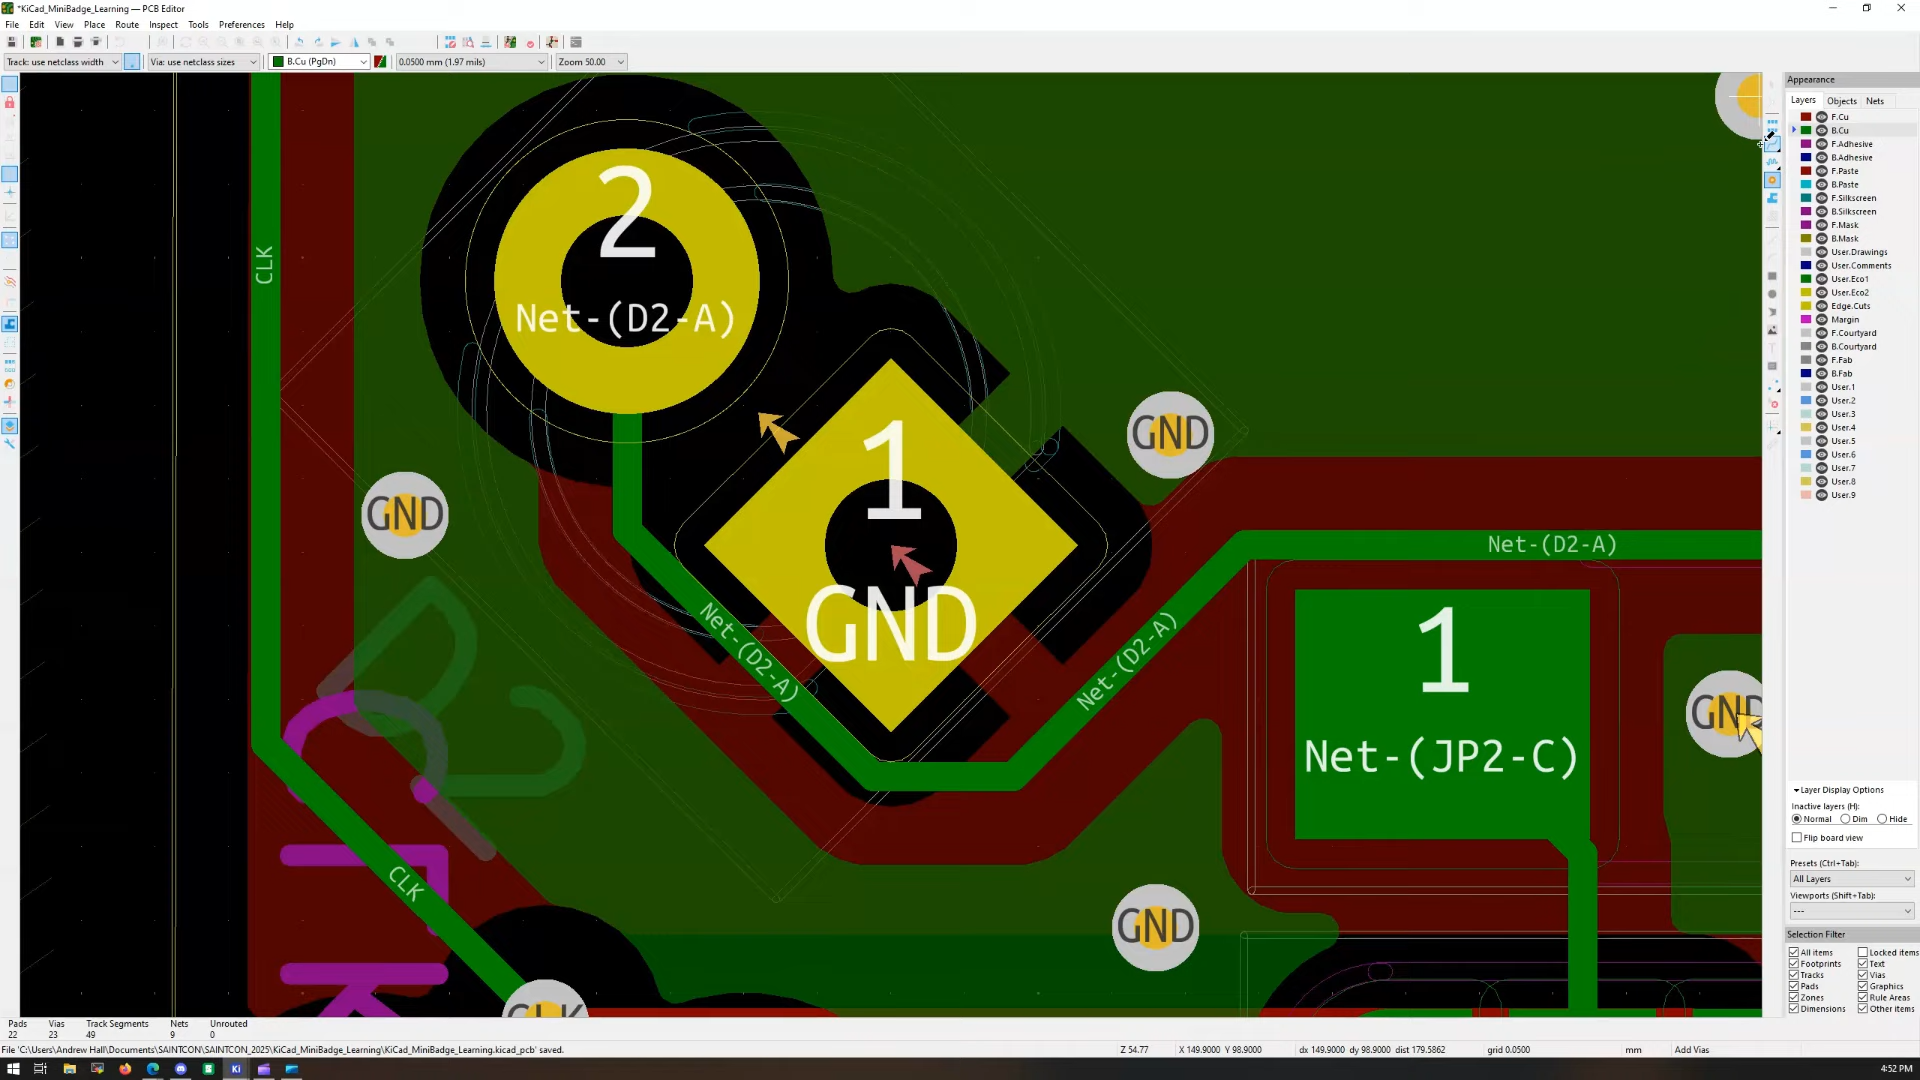 *KiCad_MiniBadge_Learning — PCB Editor
File Edit View Place Route Inspect Tools Preferences Help
Track: use netclass width Via: use netclass sizes B.Cu (PgDn) 0.0500 mm (1.97 mils) Zoom 50.00
Appearance
Layers Objects Nets
F.Cu
B.Cu
F.Adhesive
B.Adhesive
F.Paste
B.Paste
F.Silkscreen
B.Silkscreen
F.Mask
B.Mask
User.Drawings
User.Comments
User.Eco1
User.Eco2
Edge.Cuts
Margin
F.Courtyard
B.Courtyard
F.Fab
B.Fab
User.1
User.2
User.3
User.4
User.5
User.6
User.7
User.8
User.9
CLK
2
Net-(D2-A)
1
GND
GND
GND
Net-(D2-A)
Net-(D2-A)
Net-(D2-A)
1
Net-(JP2-C)
GND
GND
CLK
CLK
Layer Display Options
Inactive layers (H):
Normal Dim Hide
Flip board view
Presets (Ctrl+Tab):
All Layers
Viewports (Shift+Tab):
---
Selection Filter
All items Locked items
Footprints Text
Tracks Vias
Pads Graphics
Zones Rule Areas
Dimensions Other items
Pads Vias Track Segments Nets Unrouted
22 23 49 9 0
File 'C:\Users\Andrew Hall\Documents\SAINTCON\SAINTCON_2025\KiCad_MiniBadge_Learning\KiCad_MiniBadge_Learning.kicad_pcb' saved.
Z 54.77 X 149.9000 Y 98.9000 dx 149.9000 dy 98.9000 dist 179.5862 grid 0.0500 mm Add Vias
4:52 PM